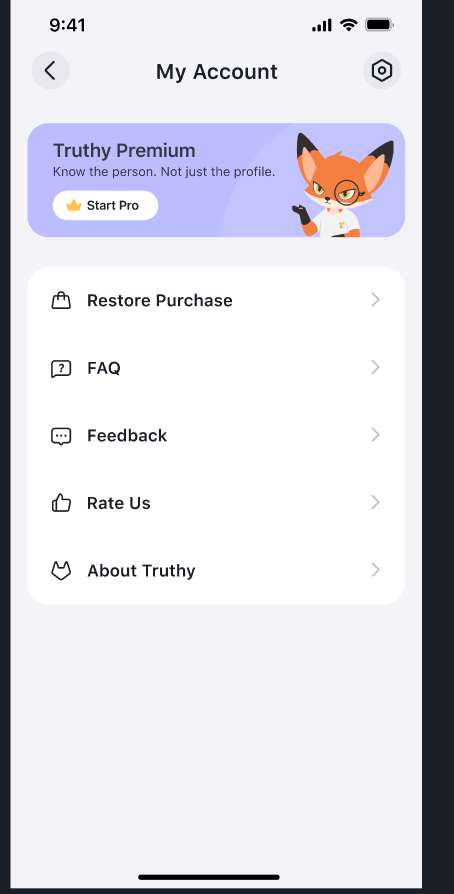 9:41
My Account
Truthy Premium
Know the person. Not just the profile.
Start Pro
Restore Purchase
FAQ
Feedback
Rate Us
About Truthy